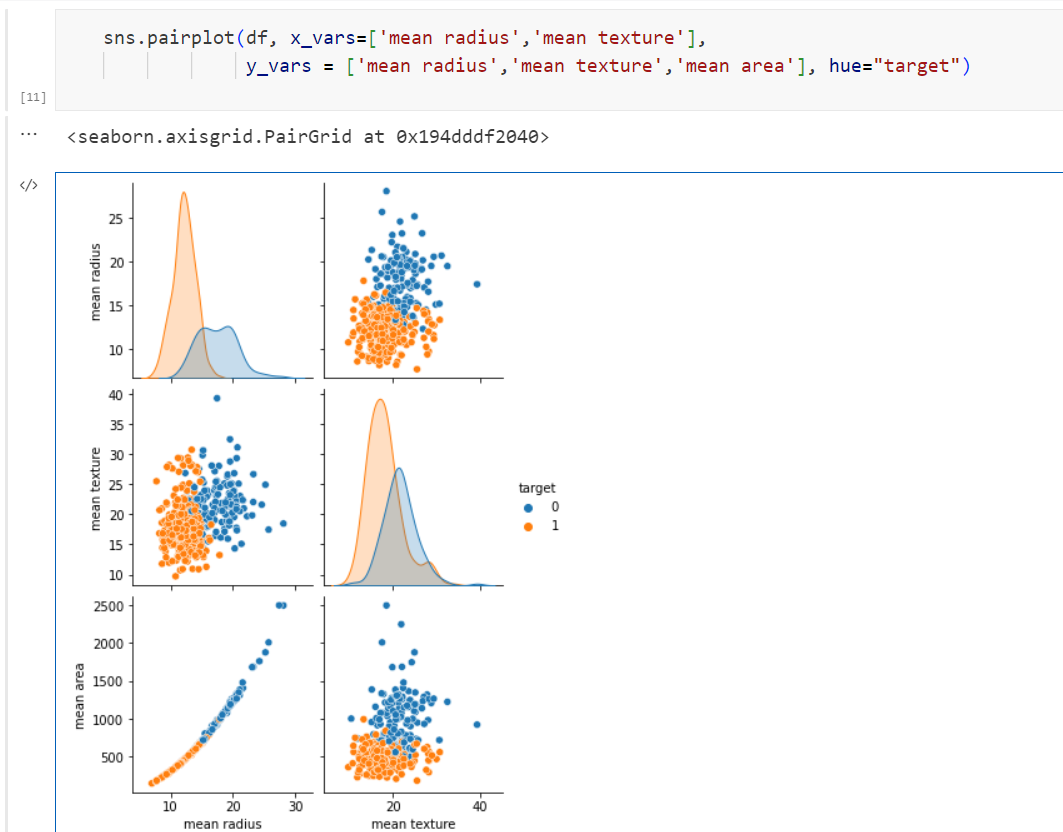 sns.pairplot(df, x_vars=['mean radius','mean texture'],
y_vars = ['mean radius','mean texture','mean area'], hue="target")
[11]
...
<seaborn.axisgrid.PairGrid at 0x194dddf2040>
</>
25
20
15
10
mean radius
40
35
30
25
20
15
10
mean texture
target
0
1
2500
2000
1500
1000
500
mean area
10 20 30
mean radius
20 40
mean texture